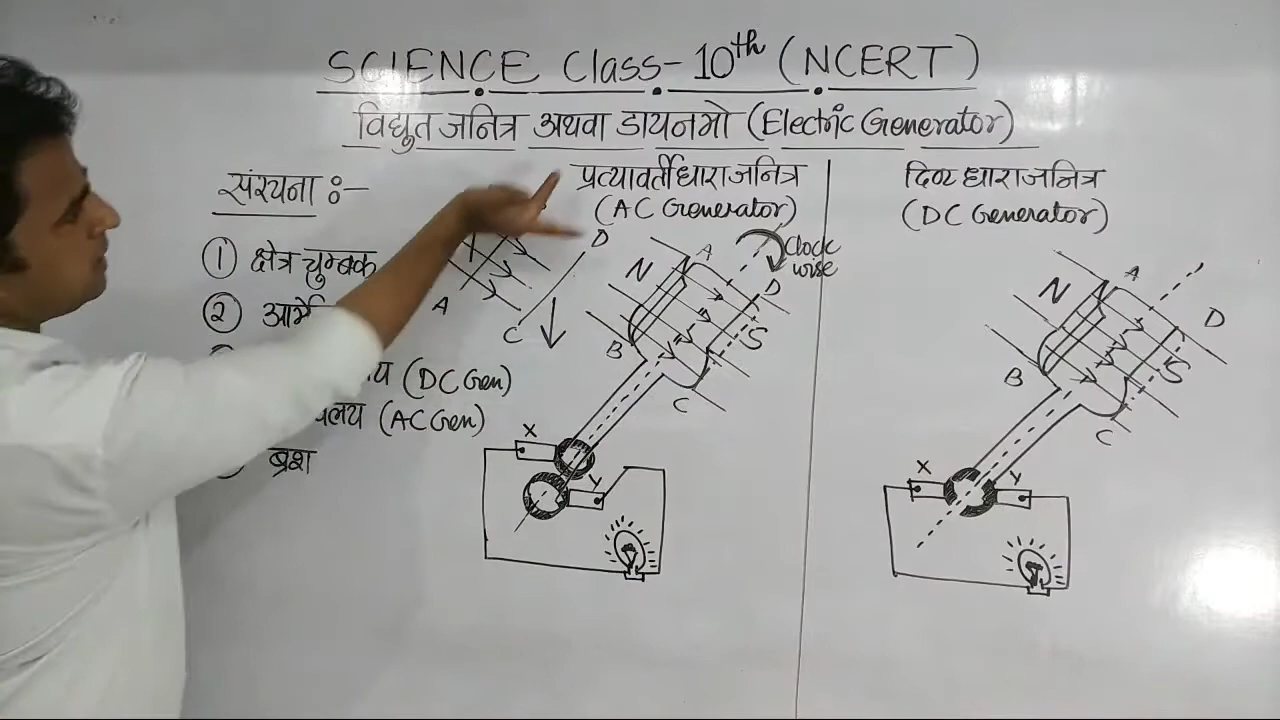 SCIENCE Class-10th (NCERT)
विद्युत जनित्र अथवा डायनमो (Electric Generator)
संरचना :-
① क्षेत्र चुम्बक
②
(DC Gen)
वलय (AC Gen)
ब्रश
A
D
C
प्रत्यावर्ती धारा जनित्र
(AC Generator)
Clock
wise
N
A
D
B
S
C
X
Y
दिष्ट धारा जनित्र
(DC Generator)
N
A
D
B
S
C
X
Y